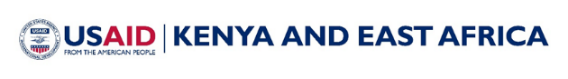 USAID | KENYA AND EAST AFRICA
FROM THE AMERICAN PEOPLE